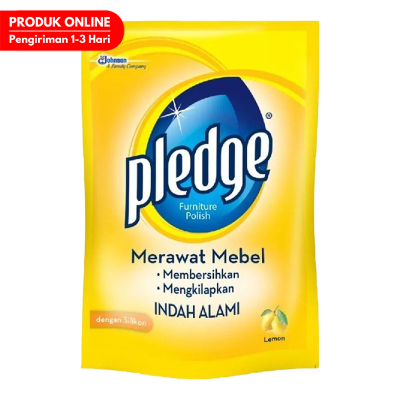 PRODUK ONLINE
Pengiriman 1-3 Hari
Johnson
A Family Company
pledge®
Furniture
Polish
Merawat Mebel
• Membersihkan
• Mengkilapkan
INDAH ALAMI
dengan Silikon
Lemon